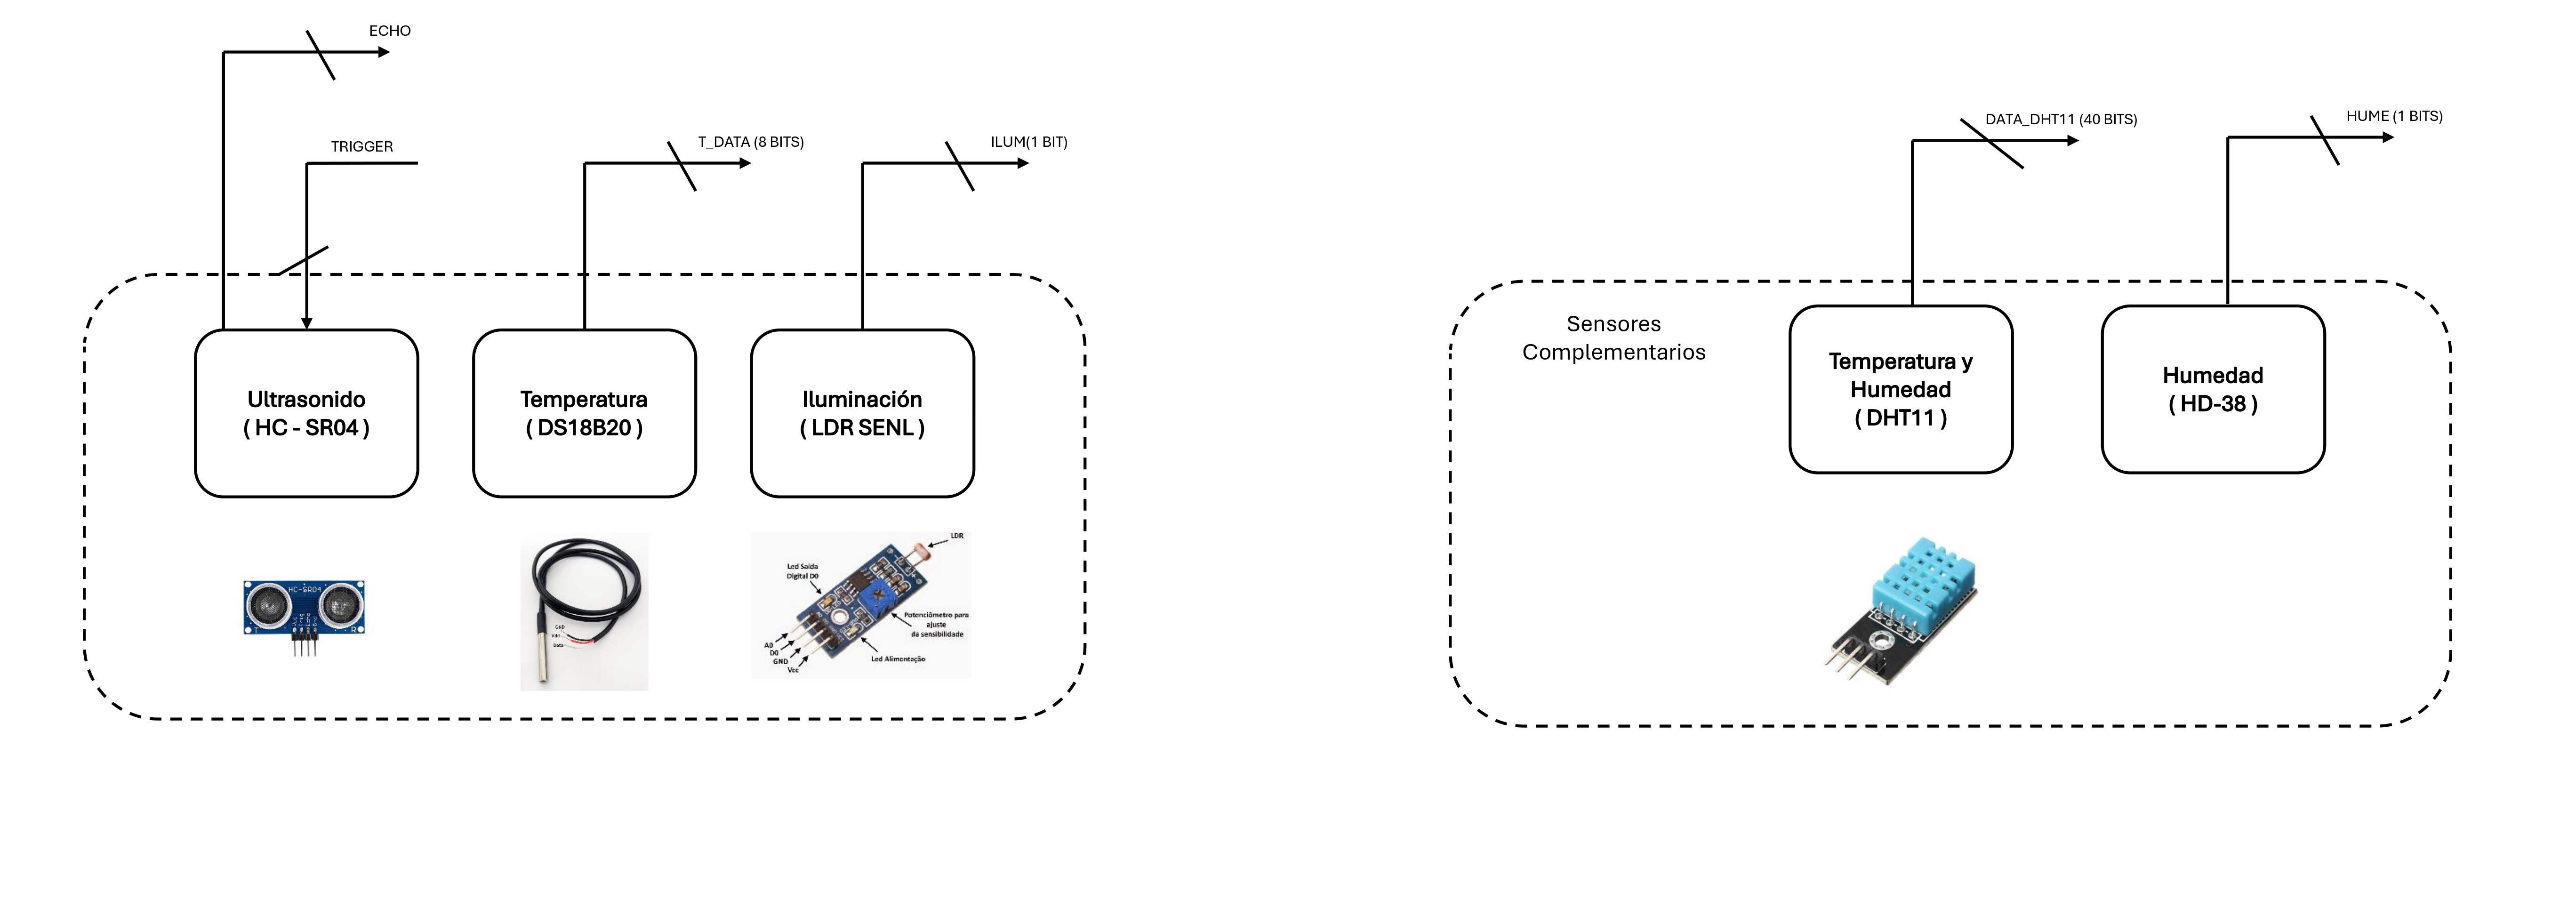 ECHO
TRIGGER
T_DATA (8 BITS)
ILUM(1 BIT)
Ultrasonido
( HC - SR04 )
Temperatura
( DS18B20 )
Iluminación
( LDR SENL )
HC-SR04
T
R
GND
Vdd
Data
LDR
Led Saída
Digital D0
Potenciômetro para
ajuste
da sensibilidade
A0
D0
GND
Vcc
Led Alimentação
DATA_DHT11 (40 BITS)
HUME (1 BITS)
Sensores
Complementarios
Temperatura y
Humedad
( DHT11 )
Humedad
( HD-38 )